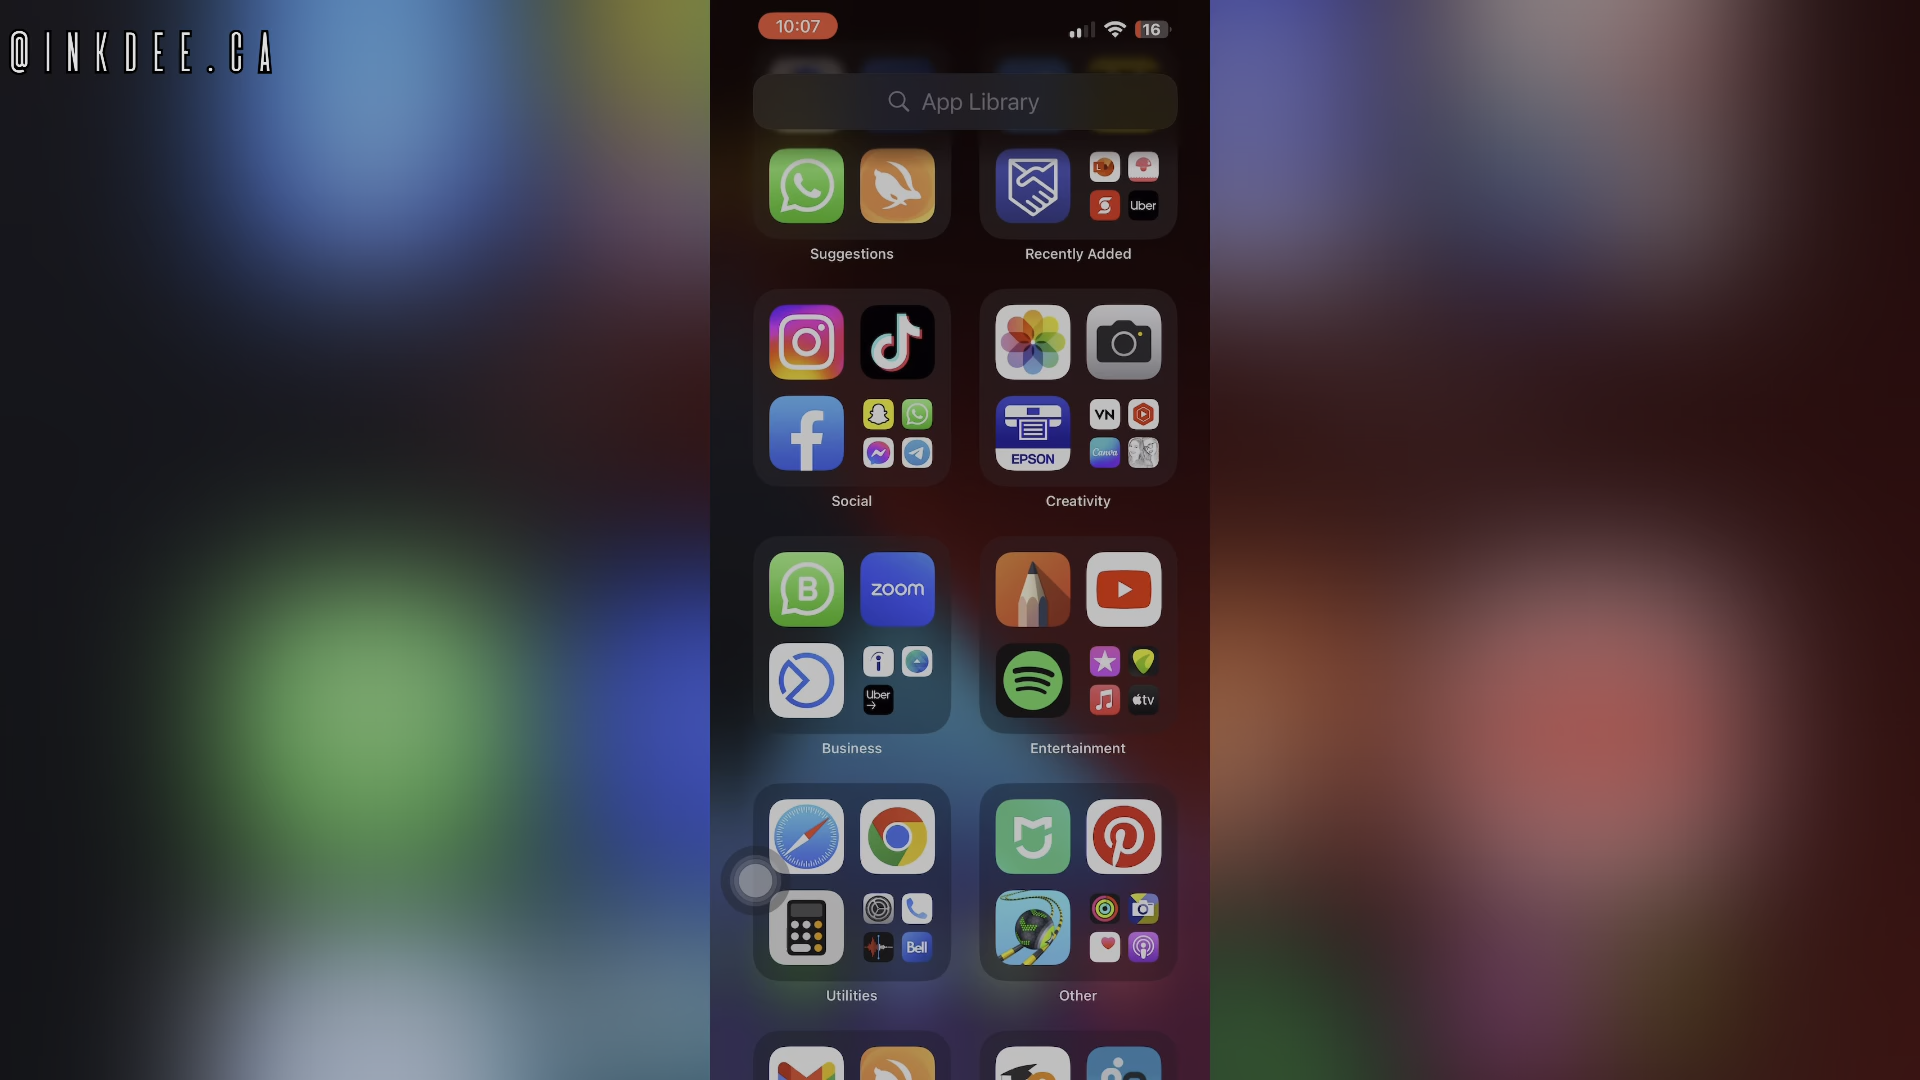 @INKDEE.CA
10:07
16
App Library
Uber
Suggestions
Recently Added
EPSON
VN
Canva
Social
Creativity
B
zoom
Uber
tv
Business
Entertainment
Bell
Utilities
Other